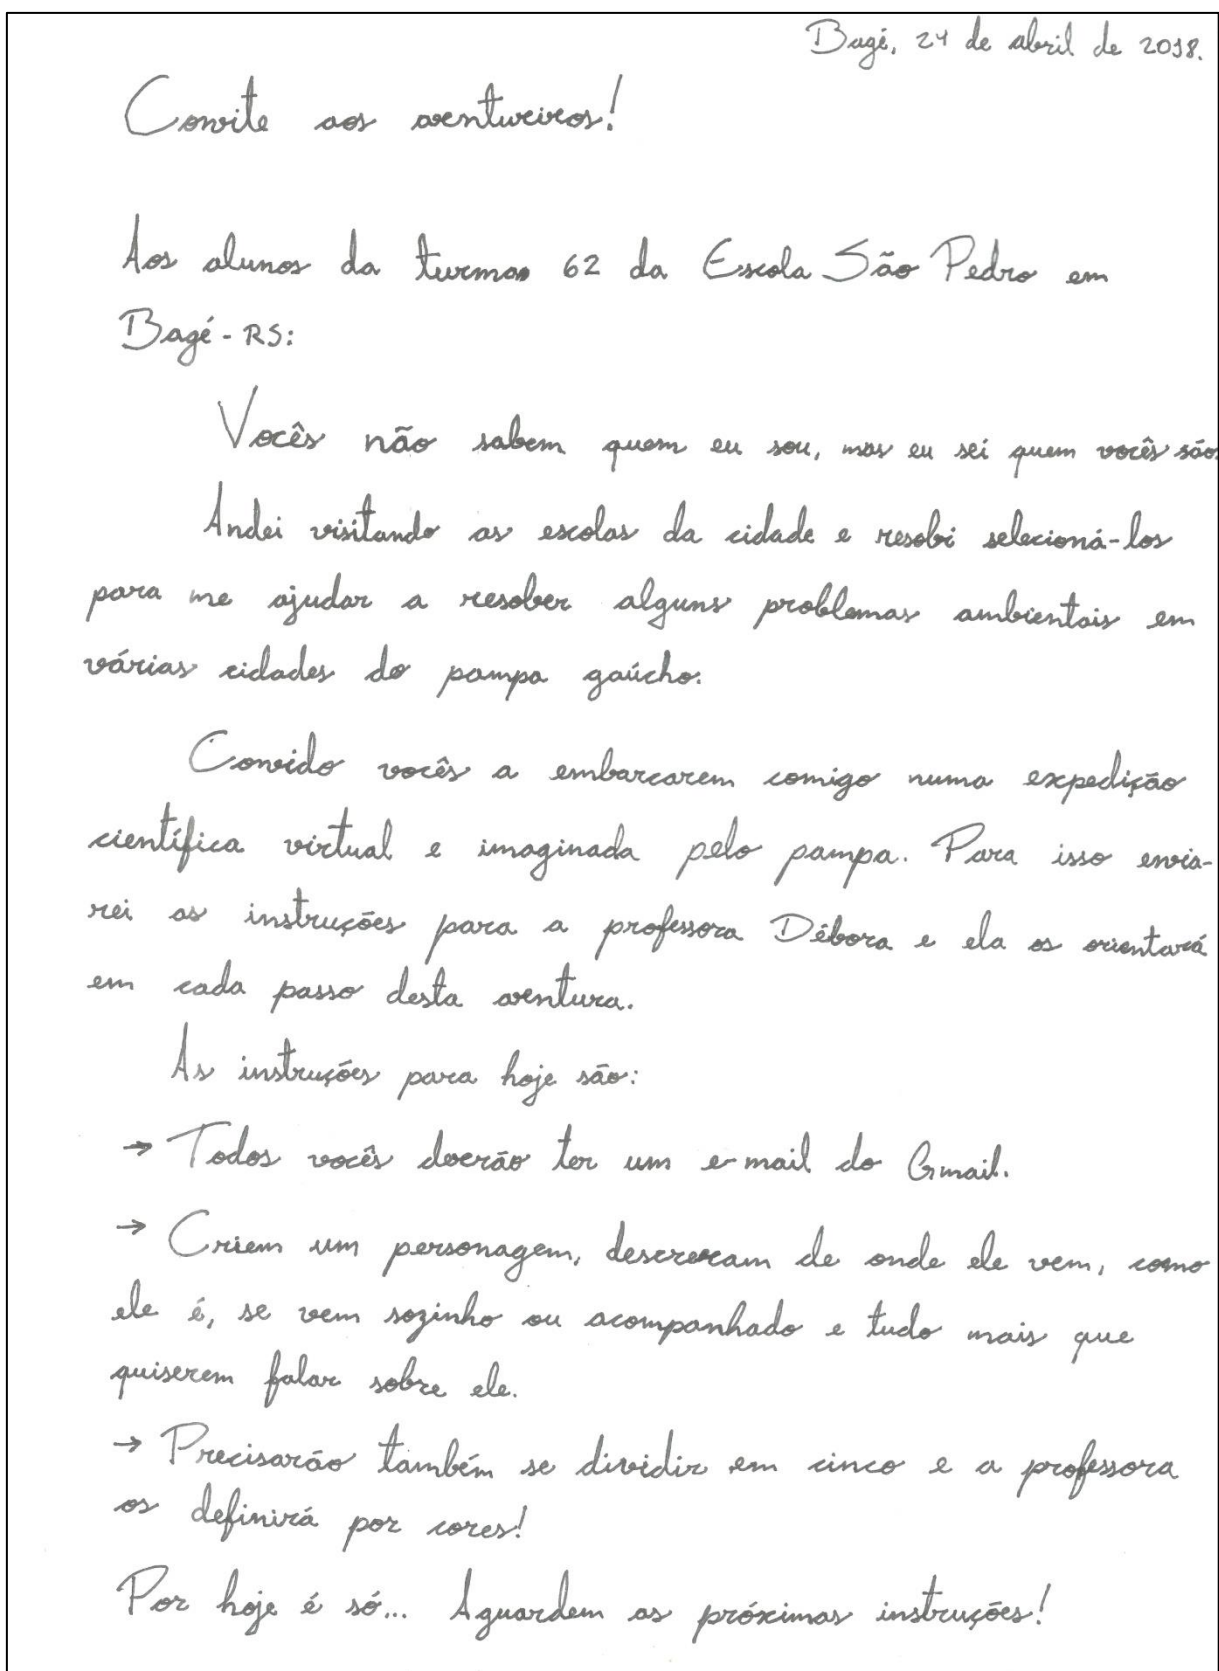 Bagé, 24 de abril de 2018.
Convite aos aventureiros!
Aos alunos da turma 62 da Escola São Pedro em
Bagé - RS:
Vocês não sabem quem eu sou, mas eu sei quem vocês são.
Andei visitando as escolas da cidade e resolvi selecioná-los
para me ajudar a resolver alguns problemas ambientais em
várias cidades do pampa gaúcho.
Convido vocês a embarcarem comigo numa expedição
científica virtual e imaginada pelo pampa. Para isso envia-
rei as instruções para a professora Débora e ela os orientará
em cada passo desta aventura.
As instruções para hoje são:
→ Todos vocês deverão ter um e-mail do Gmail.
→ Criem um personagem, descrevam de onde ele vem, como
ele é, se vem sozinho ou acompanhado e tudo mais que
quiserem falar sobre ele.
→ Precisarão também se dividir em cinco e a professora
os definirá por cores!
Por hoje é só... Aguardem as próximas instruções!